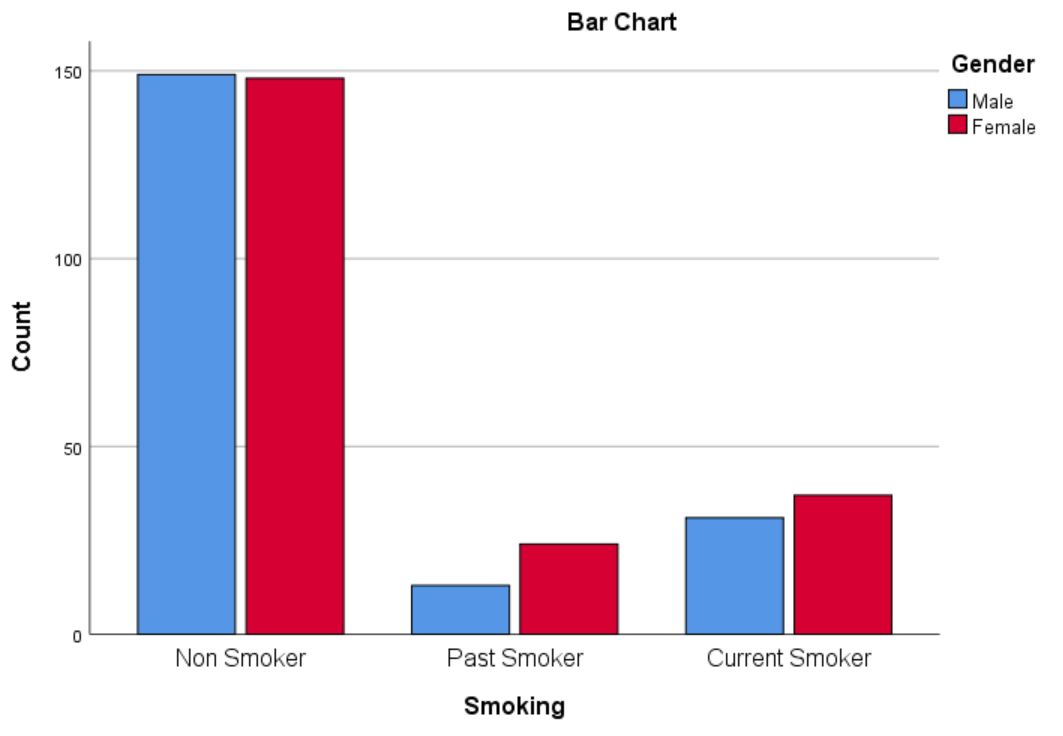 Bar Chart
Gender
Male
Female
150
100
50
0
Count
Non Smoker
Past Smoker
Current Smoker
Smoking